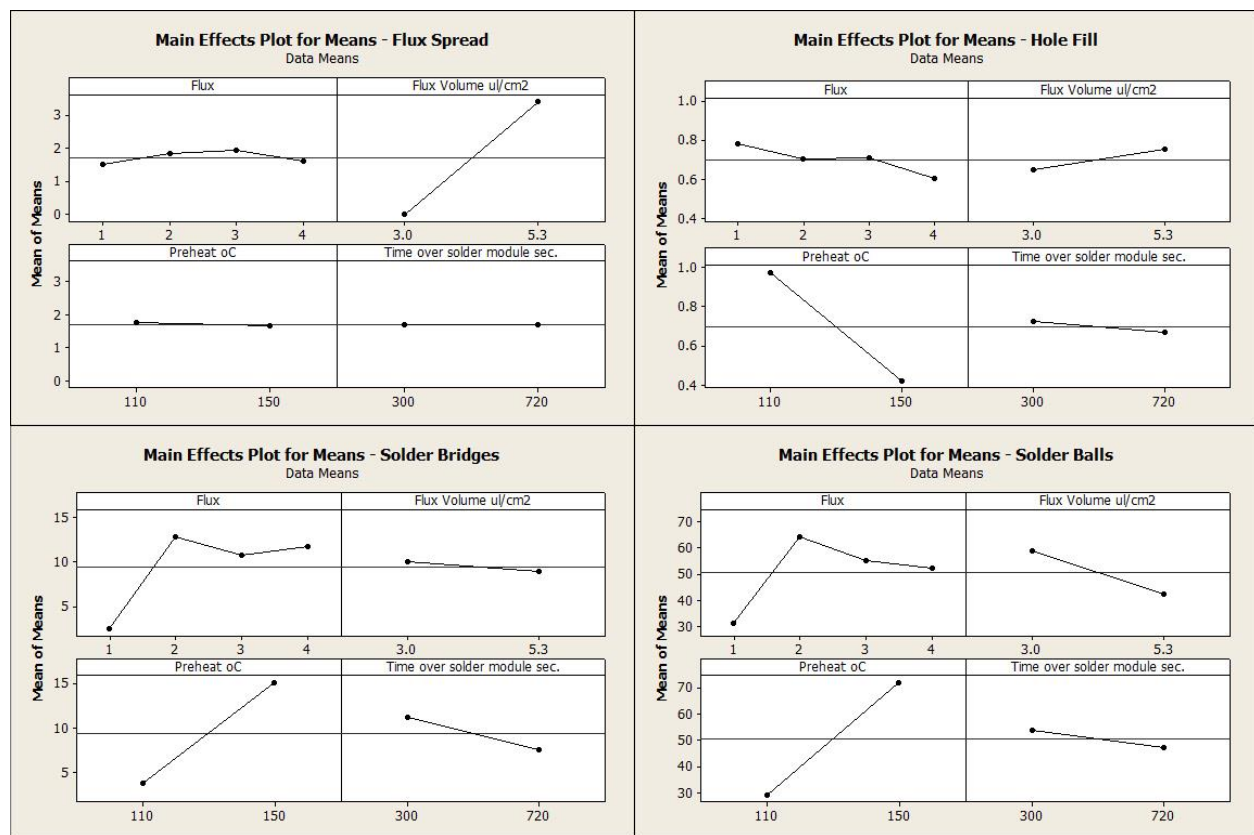 Main Effects Plot for Means - Flux Spread
Data Means
Flux Flux Volume ul/cm2
3
2
1
0
1 2 3 4 3.0 5.3
Preheat oC Time over solder module sec.
3
2
1
0
110 150 300 720
Mean of Means
Main Effects Plot for Means - Hole Fill
Data Means
Flux Flux Volume ul/cm2
1.0
0.8
0.6
0.4
1 2 3 4 3.0 5.3
Preheat oC Time over solder module sec.
1.0
0.8
0.6
0.4
110 150 300 720
Mean of Means
Main Effects Plot for Means - Solder Bridges
Data Means
Flux Flux Volume ul/cm2
15
10
5
1 2 3 4 3.0 5.3
Preheat oC Time over solder module sec.
15
10
5
110 150 300 720
Mean of Means
Main Effects Plot for Means - Solder Balls
Data Means
Flux Flux Volume ul/cm2
70
60
50
40
30
1 2 3 4 3.0 5.3
Preheat oC Time over solder module sec.
70
60
50
40
30
110 150 300 720
Mean of Means